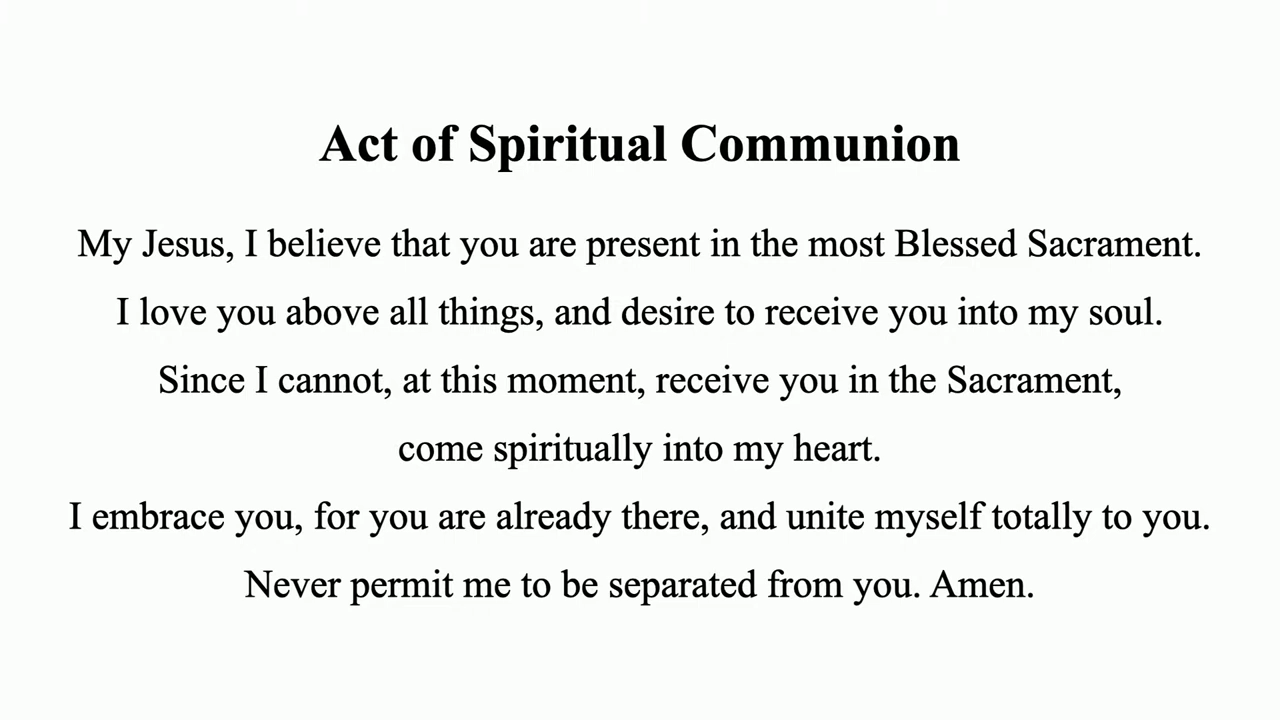 Act of Spiritual Communion
My Jesus, I believe that you are present in the most Blessed Sacrament.
I love you above all things, and desire to receive you into my soul.
Since I cannot, at this moment, receive you in the Sacrament,
come spiritually into my heart.
I embrace you, for you are already there, and unite myself totally to you.
Never permit me to be separated from you. Amen.